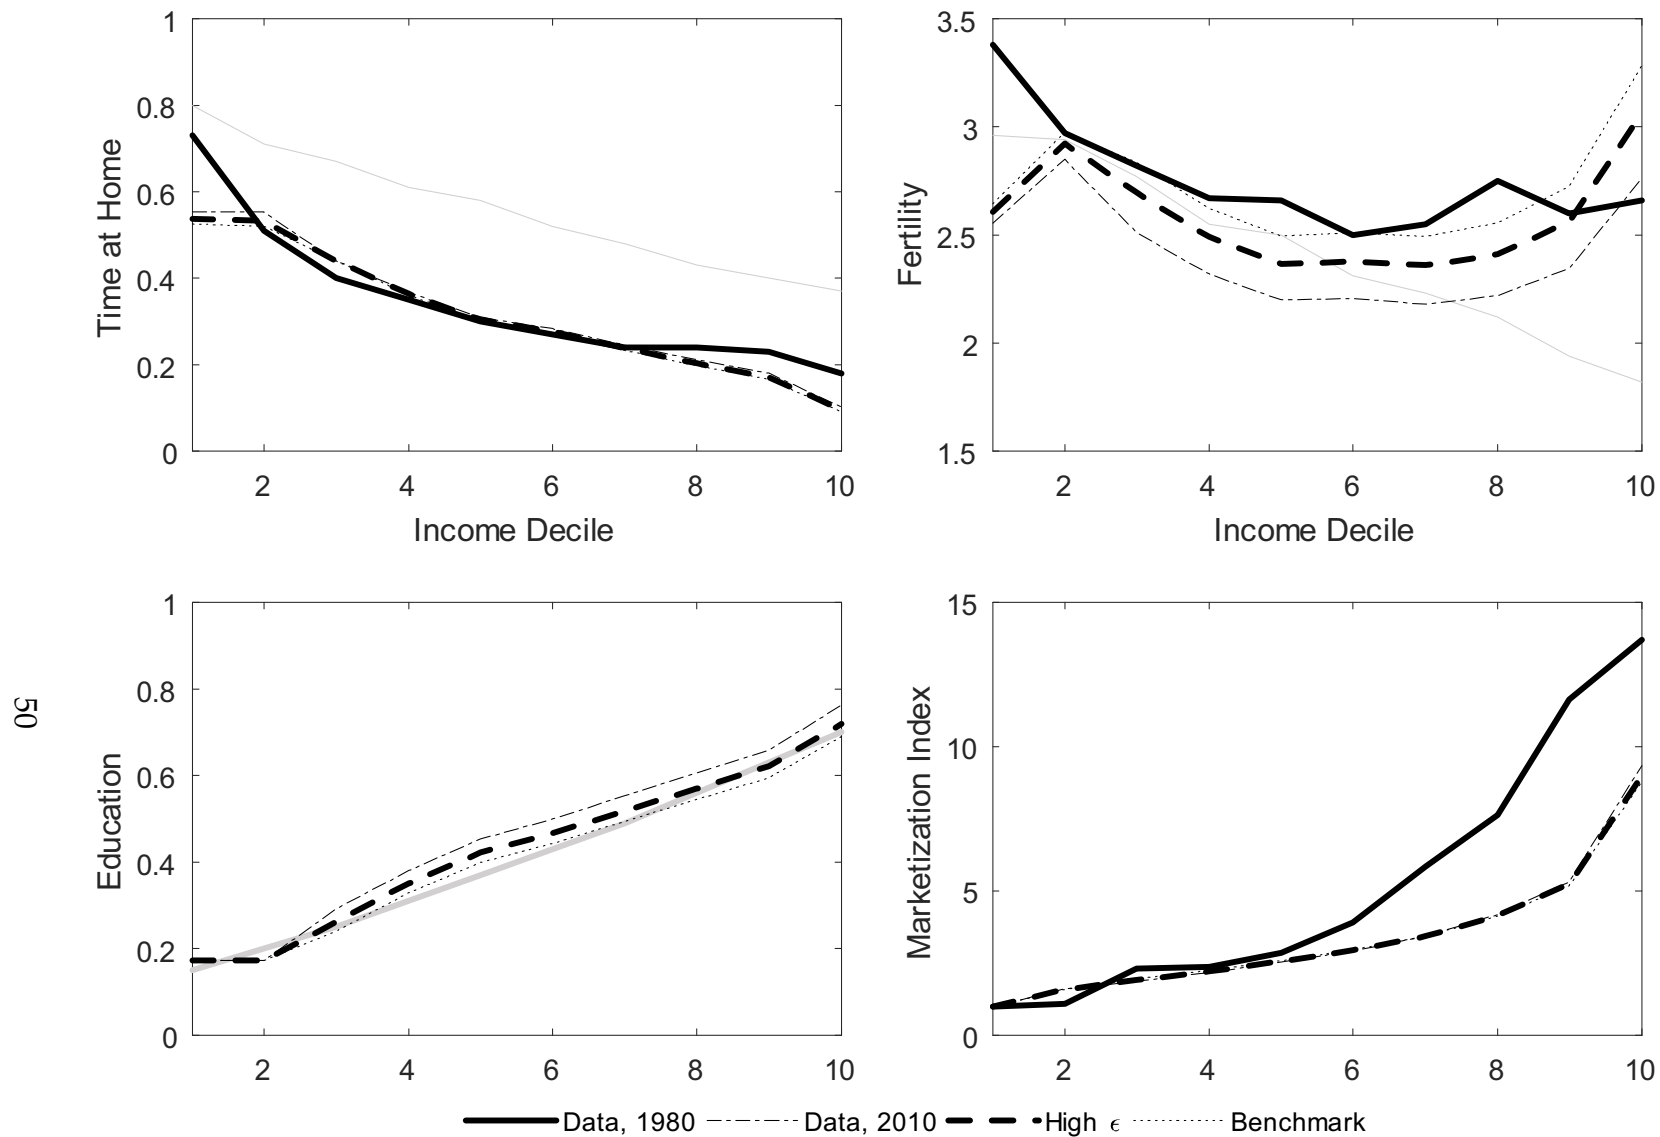 1
0.8
0.6
0.4
0.2
0
Time at Home
2 4 6 8 10
Income Decile
3.5
3
2.5
2
1.5
Fertility
2 4 6 8 10
Income Decile
1
0.8
0.6
0.4
0.2
0
Education
2 4 6 8 10
15
10
5
0
Marketization Index
2 4 6 8 10
Data, 1980 Data, 2010 High ϵ Benchmark
50